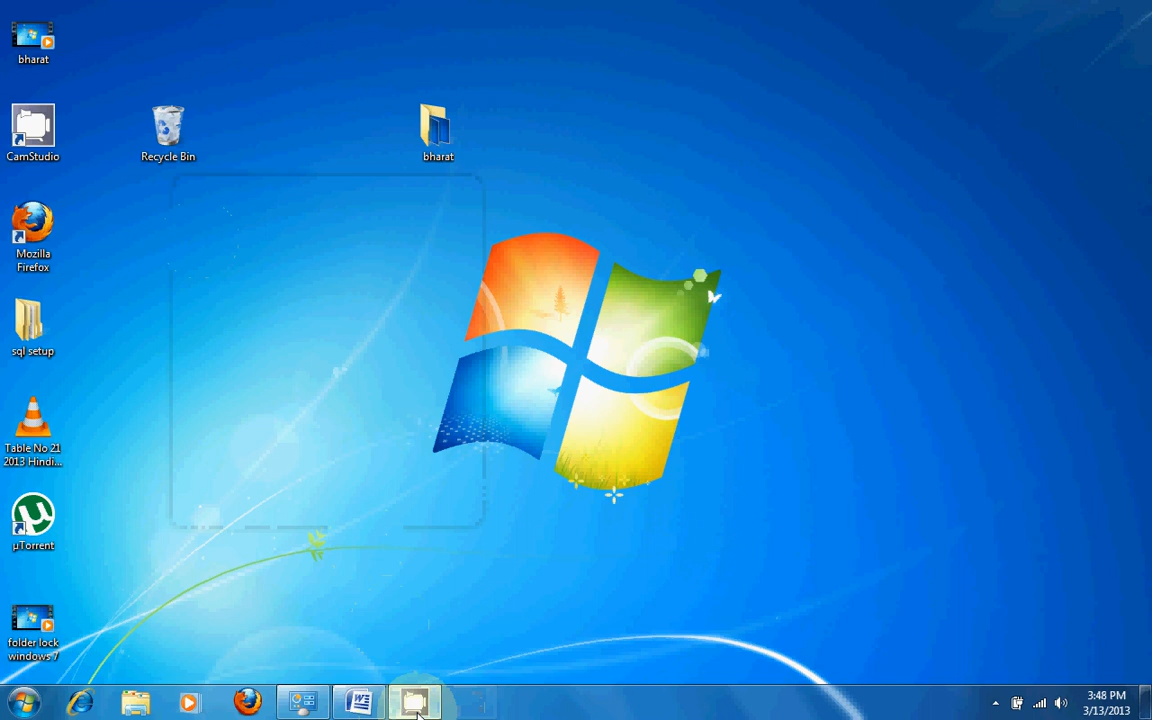 bharat
CamStudio
Recycle Bin
bharat
Mozilla
Firefox
sql setup
Table No 21
2013 Hindi...
µTorrent
folder lock
windows 7
W
3:48 PM
3/13/2013